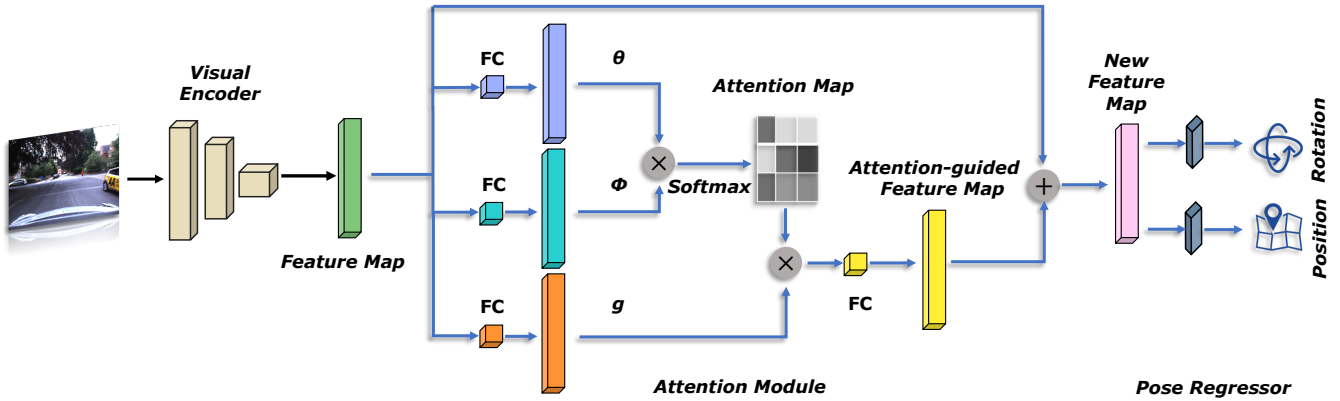 Visual
Encoder
Feature Map
FC
θ
FC
Φ
FC
g
Softmax
Attention Map
Attention-guided
Feature Map
FC
New
Feature
Map
Rotation
Position
Attention Module
Pose Regressor